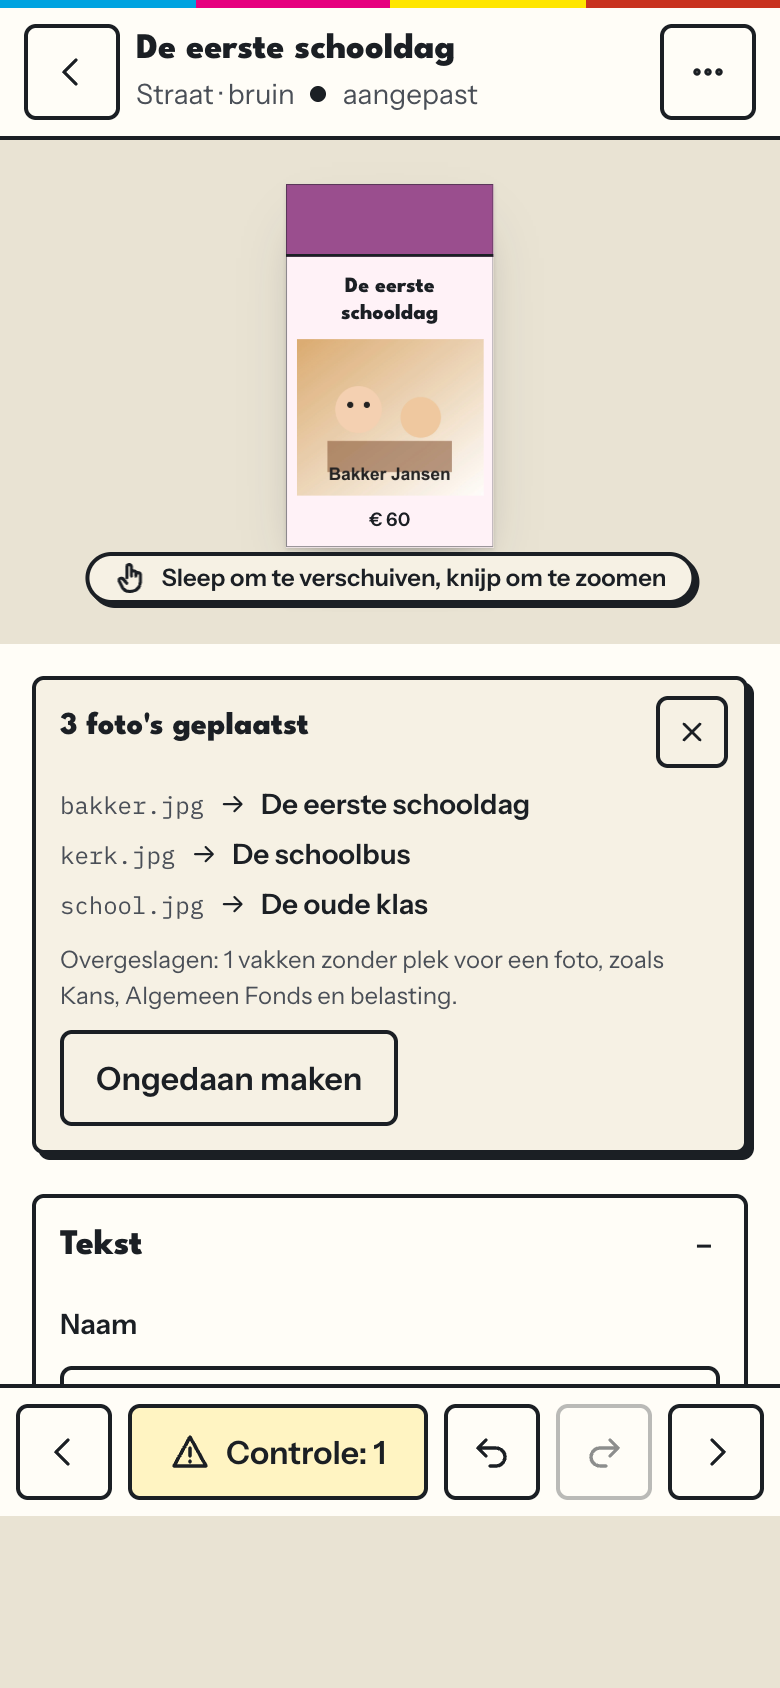 De eerste schooldag
Straat · bruin ● aangepast
De eerste
schooldag
Bakker Jansen
€ 60
Sleep om te verschuiven, knijp om te zoomen
3 foto's geplaatst
bakker.jpg → De eerste schooldag
kerk.jpg → De schoolbus
school.jpg → De oude klas
Overgeslagen: 1 vakken zonder plek voor een foto, zoals
Kans, Algemeen Fonds en belasting.
Ongedaan maken
Tekst
Naam
Controle: 1